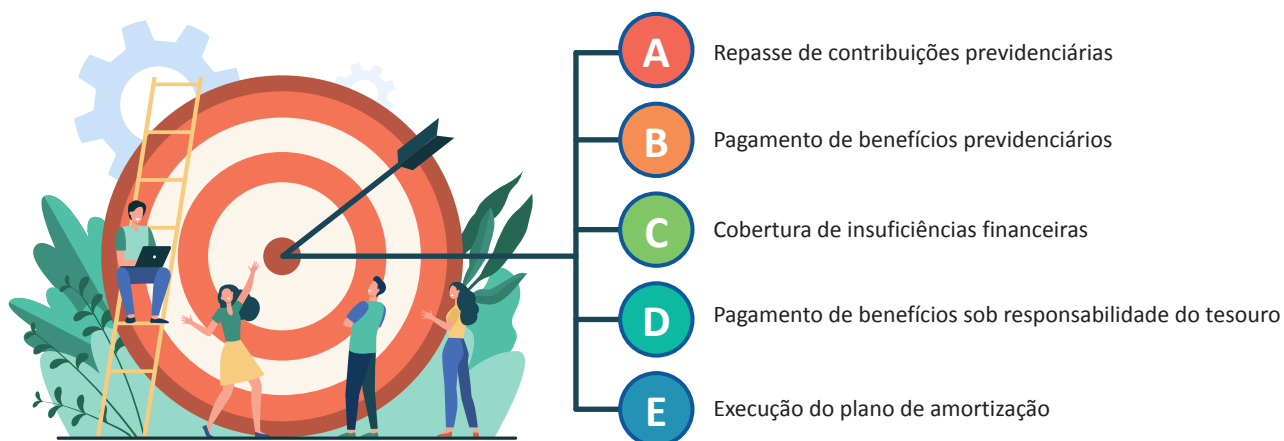 A Repasse de contribuições previdenciárias
B Pagamento de benefícios previdenciários
C Cobertura de insuficiências financeiras
D Pagamento de benefícios sob responsabilidade do tesouro
E Execução do plano de amortização